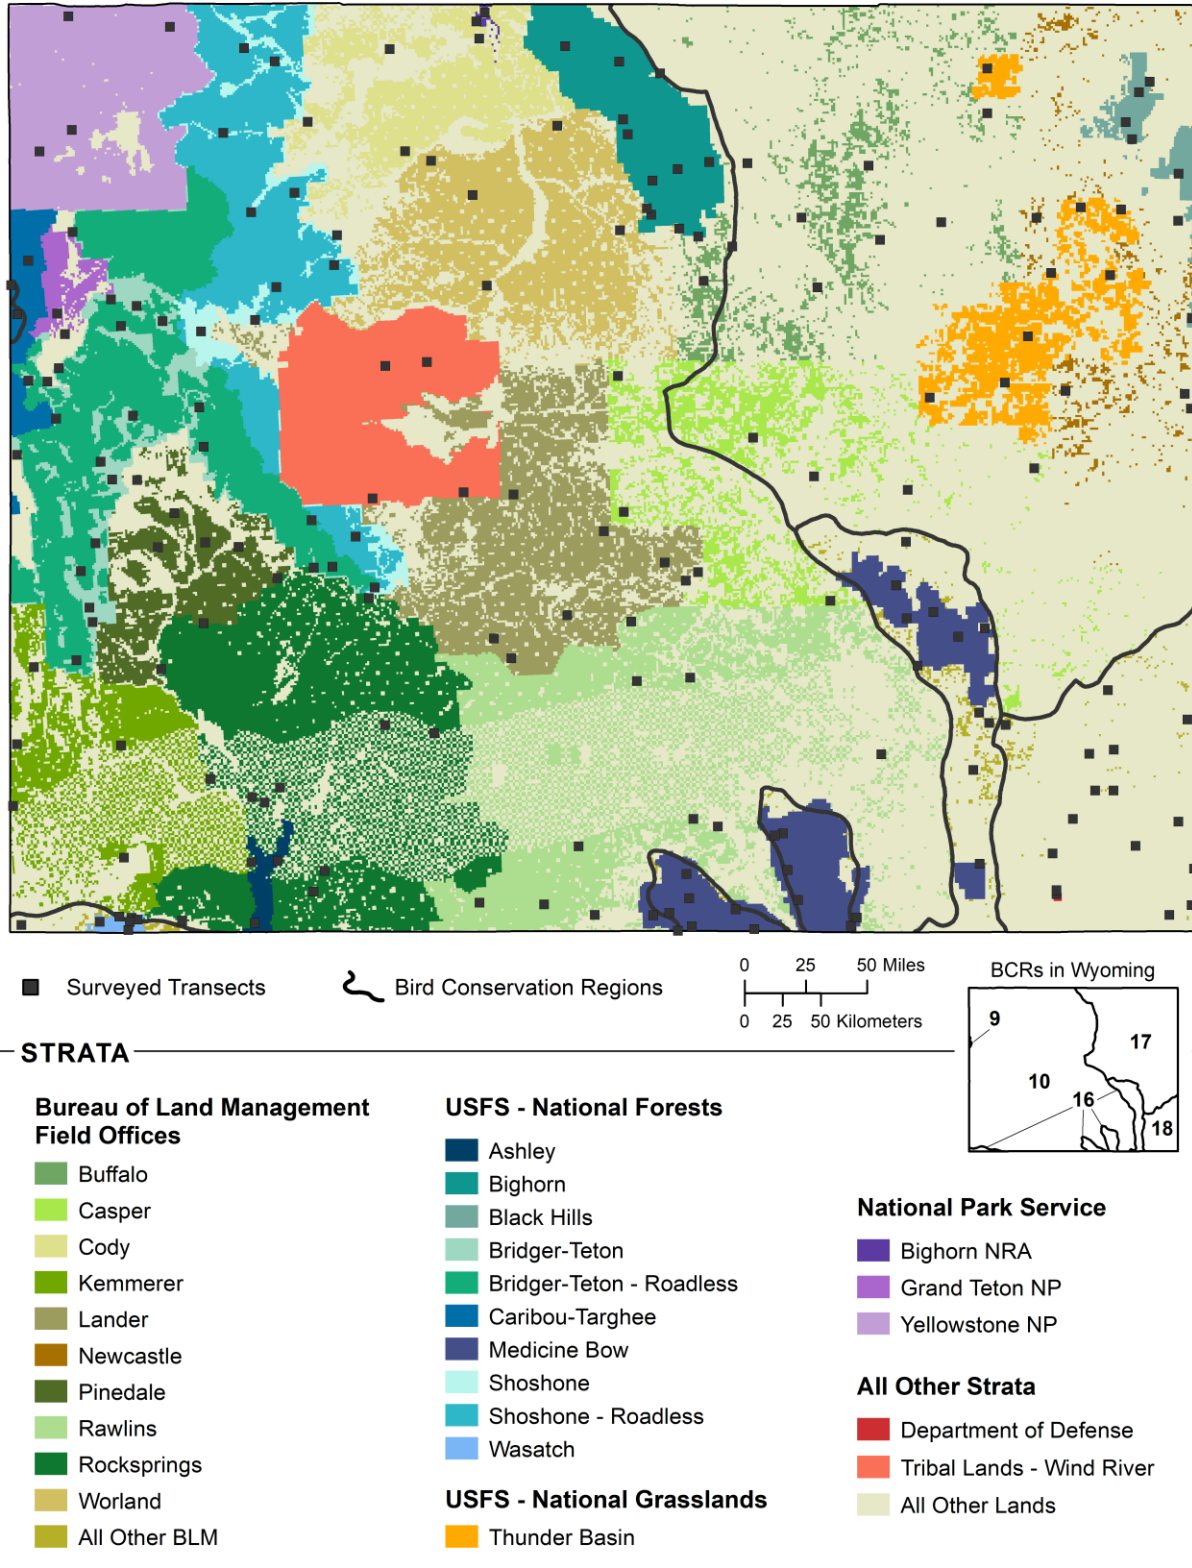 Surveyed Transects
Bird Conservation Regions
0 25 50 Miles
0 25 50 Kilometers
BCRs in Wyoming
9
17
10
16
18
STRATA
Bureau of Land Management
Field Offices
Buffalo
Casper
Cody
Kemmerer
Lander
Newcastle
Pinedale
Rawlins
Rocksprings
Worland
All Other BLM
USFS - National Forests
Ashley
Bighorn
Black Hills
Bridger-Teton
Bridger-Teton - Roadless
Caribou-Targhee
Medicine Bow
Shoshone
Shoshone - Roadless
Wasatch
USFS - National Grasslands
Thunder Basin
National Park Service
Bighorn NRA
Grand Teton NP
Yellowstone NP
All Other Strata
Department of Defense
Tribal Lands - Wind River
All Other Lands